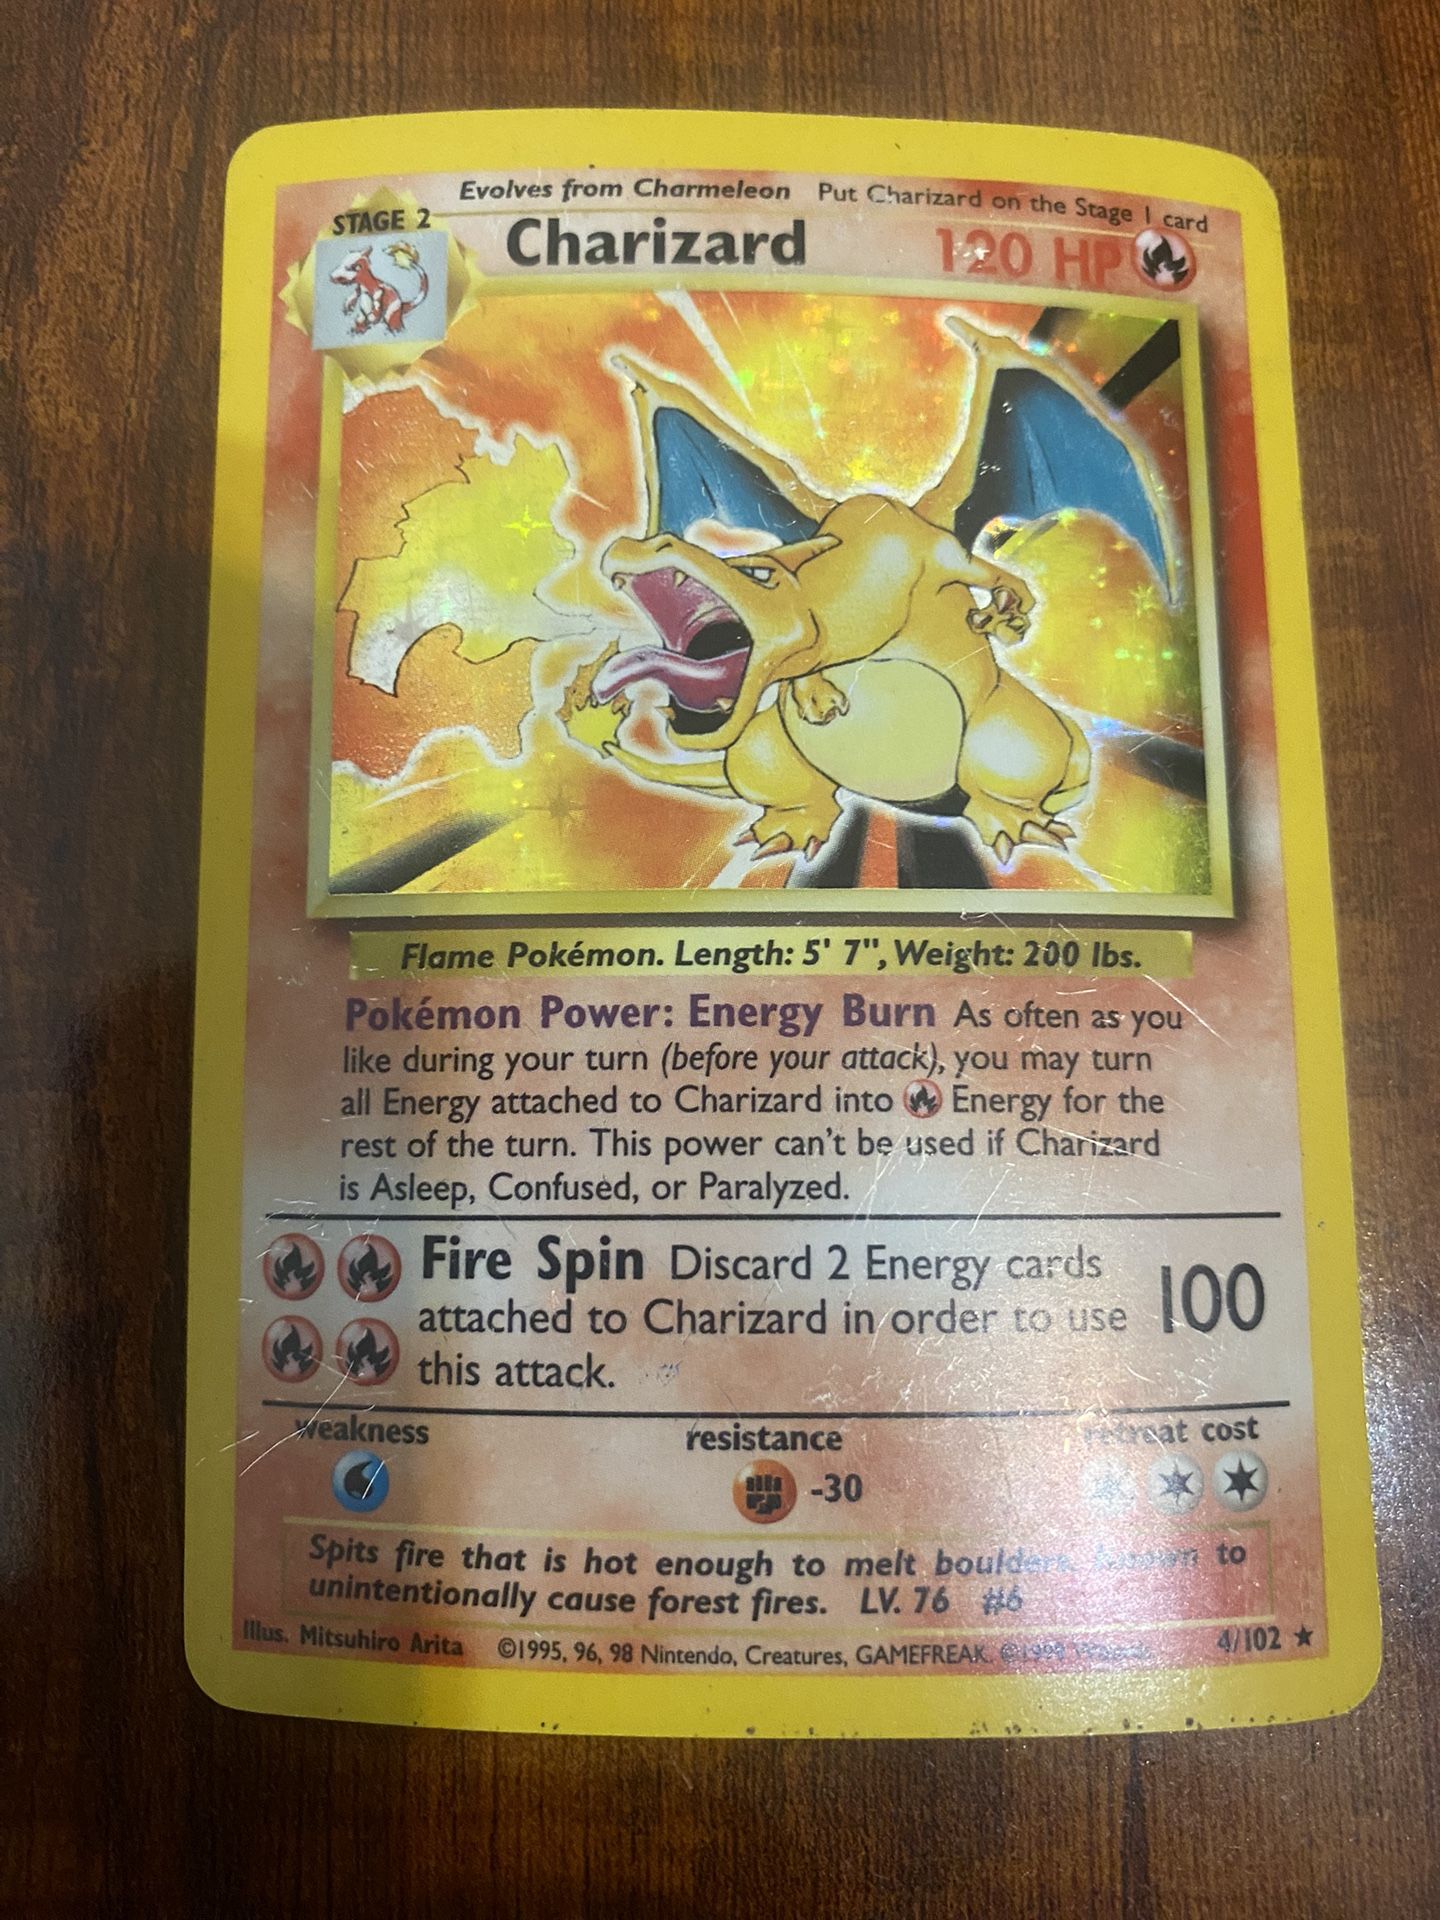 Evolves from Charmeleon Put Charizard on the Stage 1 card
STAGE 2
Charizard 120 HP
Flame Pokémon. Length: 5' 7", Weight: 200 lbs.
Pokémon Power: Energy Burn As often as you
like during your turn (before your attack), you may turn
all Energy attached to Charizard into Energy for the
rest of the turn. This power can't be used if Charizard
is Asleep, Confused, or Paralyzed.
Fire Spin Discard 2 Energy cards
attached to Charizard in order to use
this attack.
100
weakness resistance retreat cost
-30
Spits fire that is hot enough to melt boulders. Known to
unintentionally cause forest fires. LV. 76 #6
Illus. Mitsuhiro Arita ©1995, 96, 98 Nintendo, Creatures, GAMEFREAK. 4/102